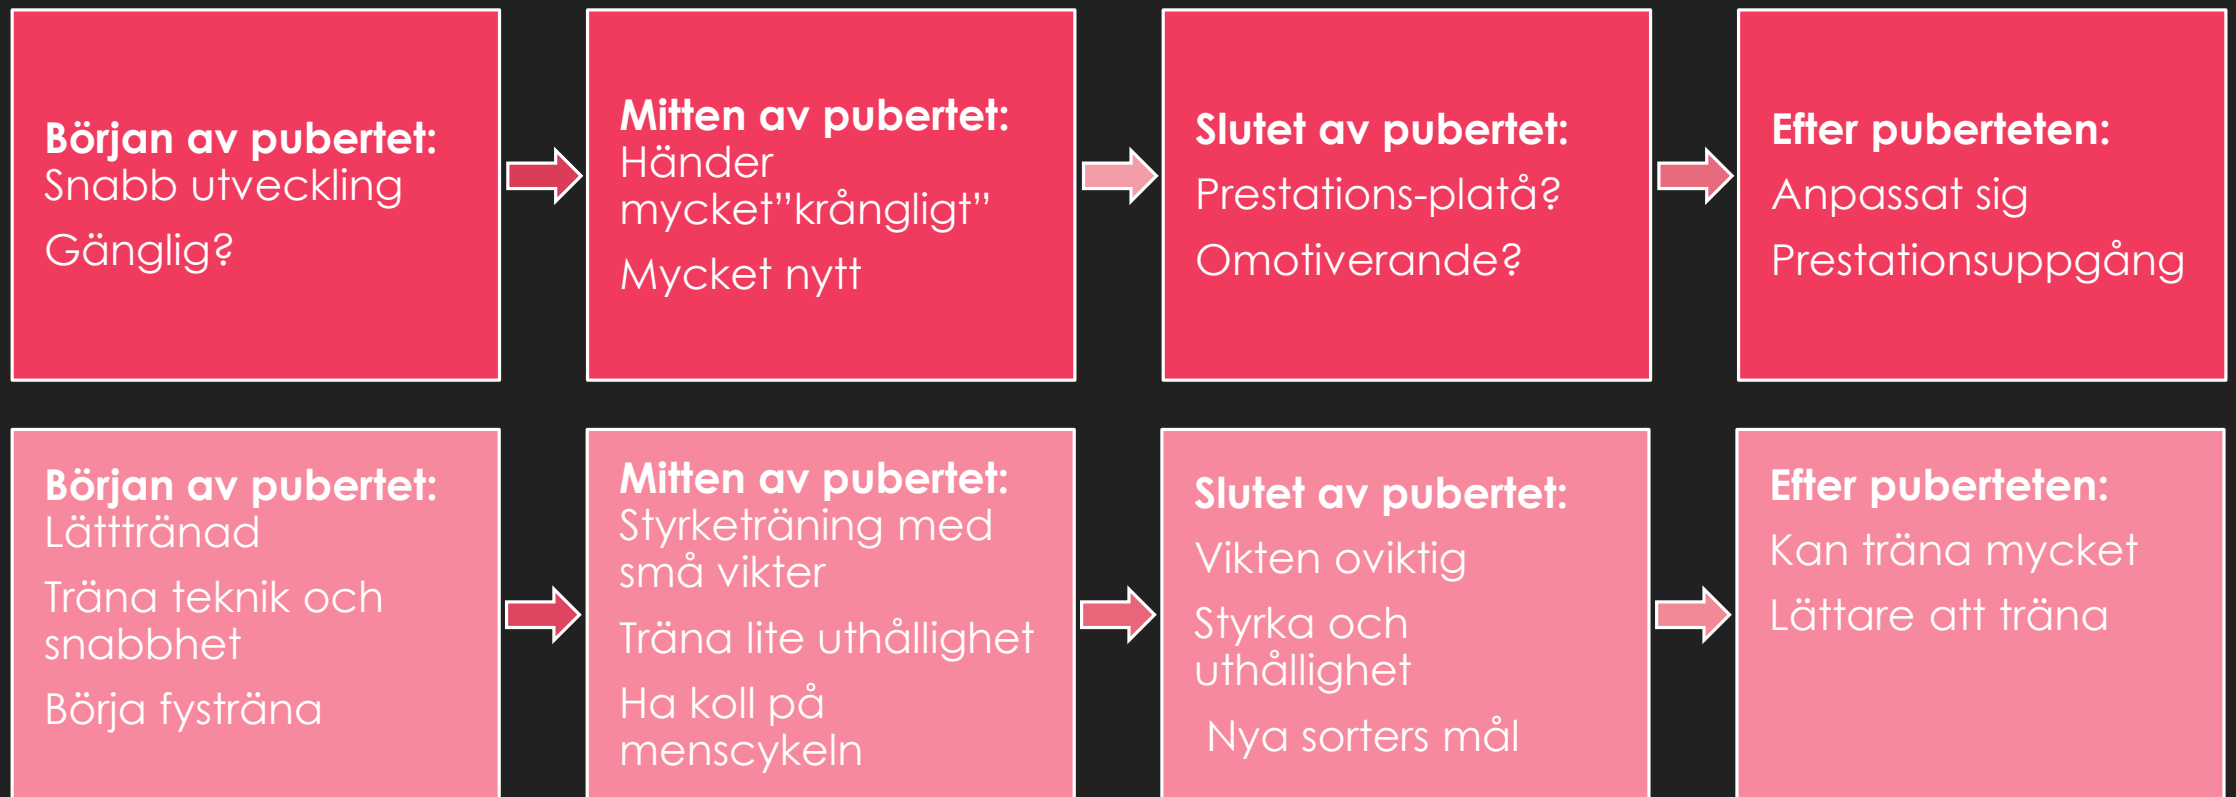 Början av pubertet:
Snabb utveckling
Gänglig?
Mitten av pubertet:
Händer
mycket”krångligt”
Mycket nytt
Slutet av pubertet:
Prestations-platå?
Omotiverande?
Efter puberteten:
Anpassat sig
Prestationsuppgång
Början av pubertet:
Lätttränad
Träna teknik och
snabbhet
Börja fysträna
Mitten av pubertet:
Styrketräning med
små vikter
Träna lite uthållighet
Ha koll på
menscykeln
Slutet av pubertet:
Vikten oviktig
Styrka och
uthållighet
Nya sorters mål
Efter puberteten:
Kan träna mycket
Lättare att träna